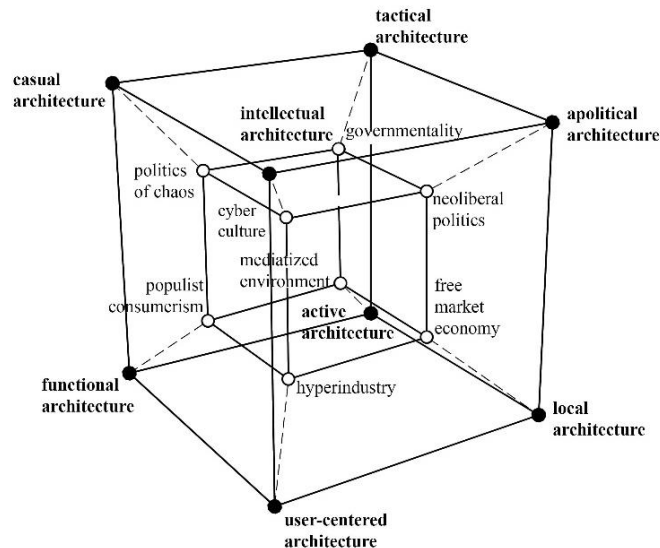 tactical
architecture
casual
architecture
intellectual
architecture
governmentality
apolitical
architecture
politics
of chaos
cyber
culture
neoliberal
politics
mediatized
environment
populist
consumerism
free
market
economy
active
architecture
functional
architecture
hyperindustry
local
architecture
user-centered
architecture